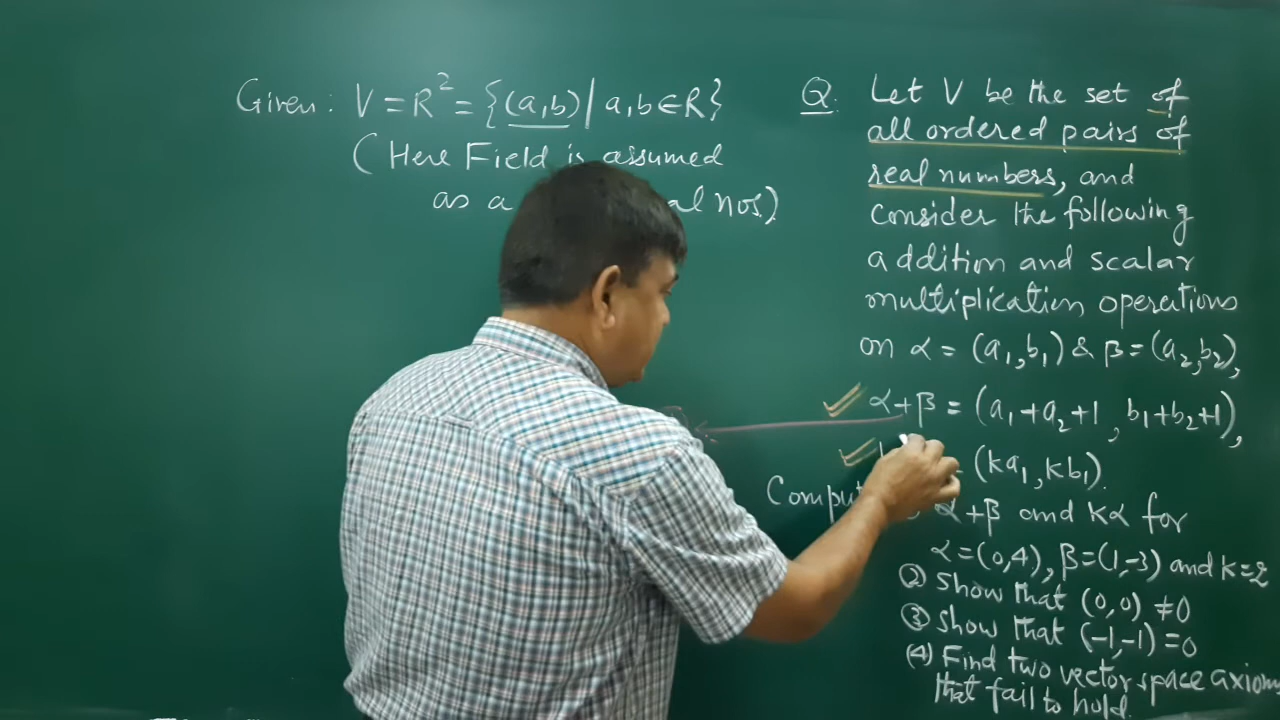 Given: V = R² = {(a,b) / a,b ∈ R}
(Here Field is assumed
as a nos.)
Q. Let V be the set of
all ordered pairs of
real numbers, and
consider the following
addition and scalar
multiplication operations
on α = (a₁,b₁) & β = (a₂,b₂),
α+β = (a₁+a₂+1, b₁+b₂+1),
= (ka₁, kb₁).
α+β and kα for
α=(0,4), β=(1,-3) and k=2
② Show that (0,0) ≠ 0
③ Show that (-1,-1) = 0
(4) Find two vector space axiom
that fail to hold.